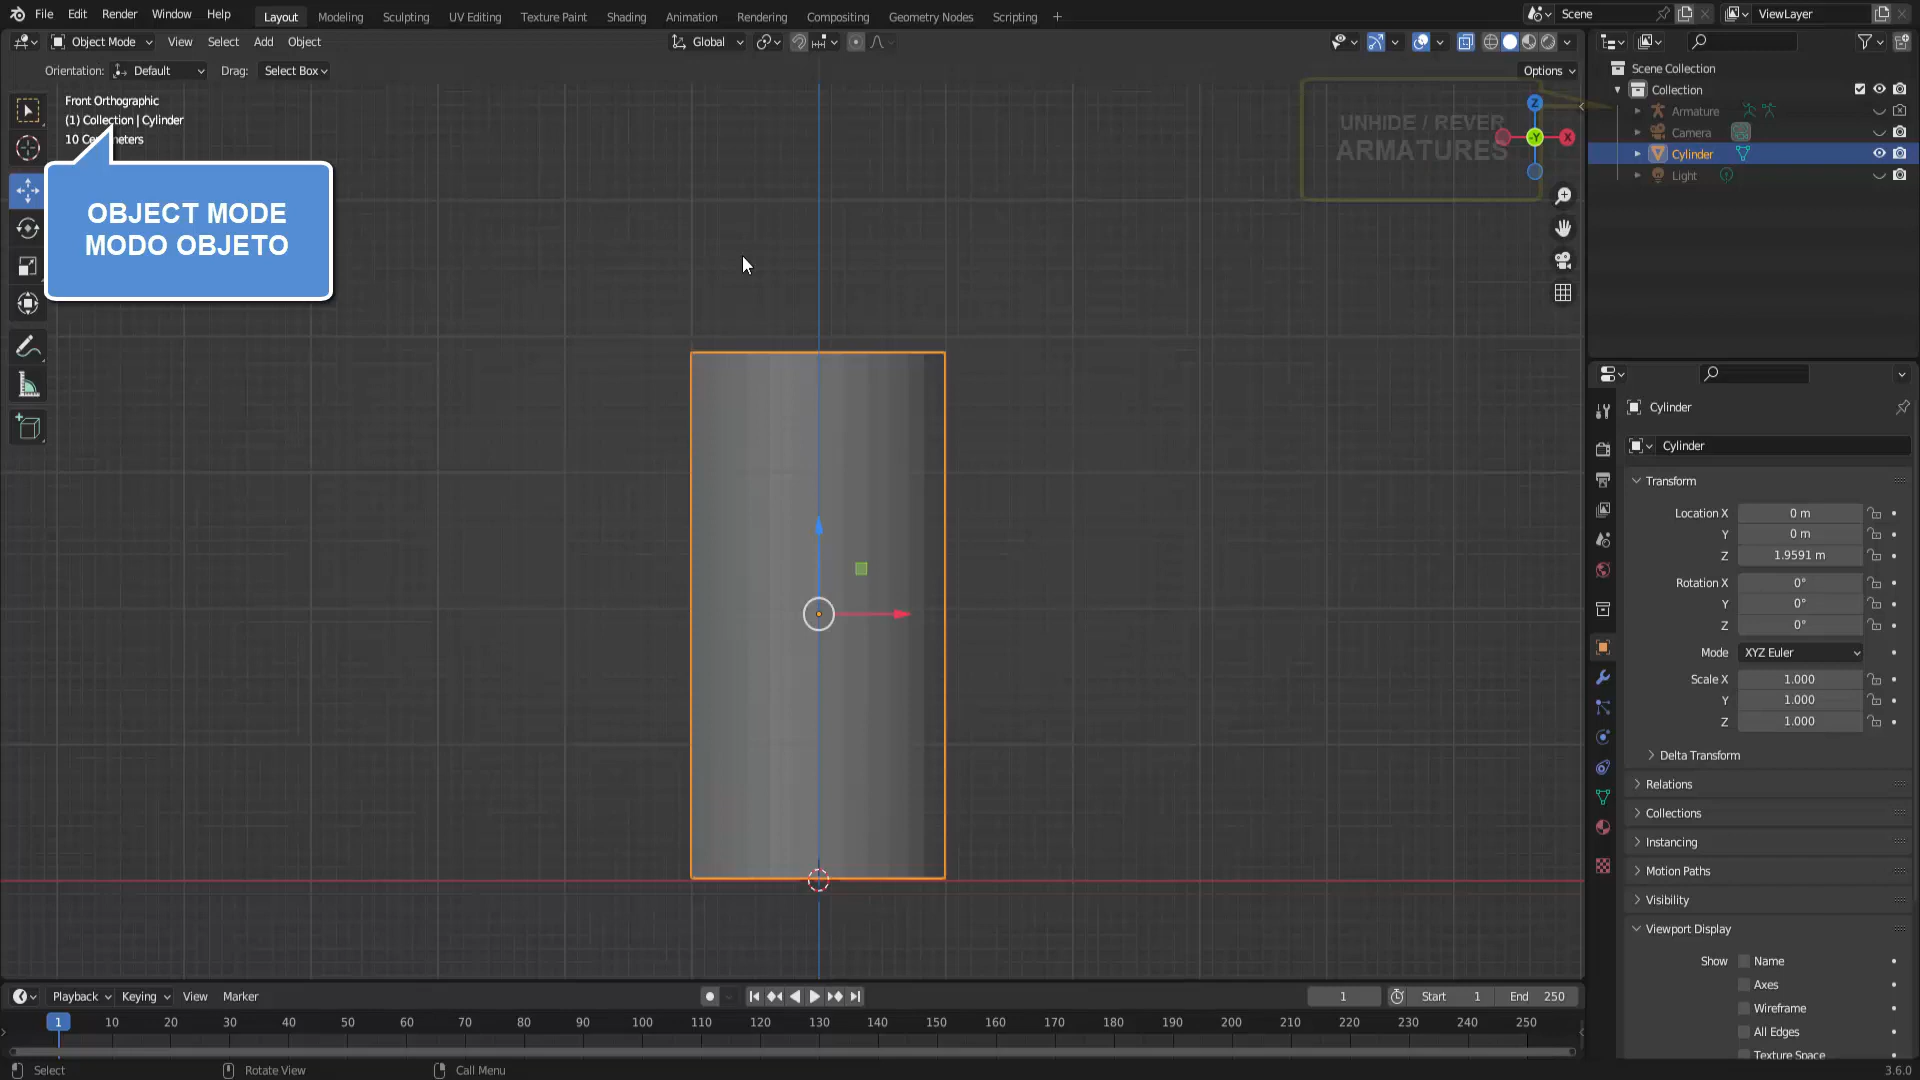 File Edit Render Window Help Layout Modeling Sculpting UV Editing Texture Paint Shading Animation Rendering Compositing Geometry Nodes Scripting + Scene ViewLayer
Object Mode View Select Add Object Global
Orientation: Default Drag: Select Box Options
Front Orthographic
(1) Collection | Cylinder
OBJECT MODE
MODO OBJETO
UNHIDE / REVER
ARMATURES
Z
-Y
X
Scene Collection
Collection
Armature
Camera
Cylinder
Light
Cylinder
Cylinder
Transform
Location X 0 m
Y 0 m
Z 1.9591 m
Rotation X 0°
Y 0°
Z 0°
Mode XYZ Euler
Scale X 1.000
Y 1.000
Z 1.000
Delta Transform
Relations
Collections
Instancing
Motion Paths
Visibility
Viewport Display
Show Name
Axes
Wireframe
All Edges
Texture Space
Playback Keying View Marker 1 Start 1 End 250
1 10 20 30 40 50 60 70 80 90 100 110 120 130 140 150 160 170 180 190 200 210 220 230 240 250
Select Rotate View Call Menu 3.6.0